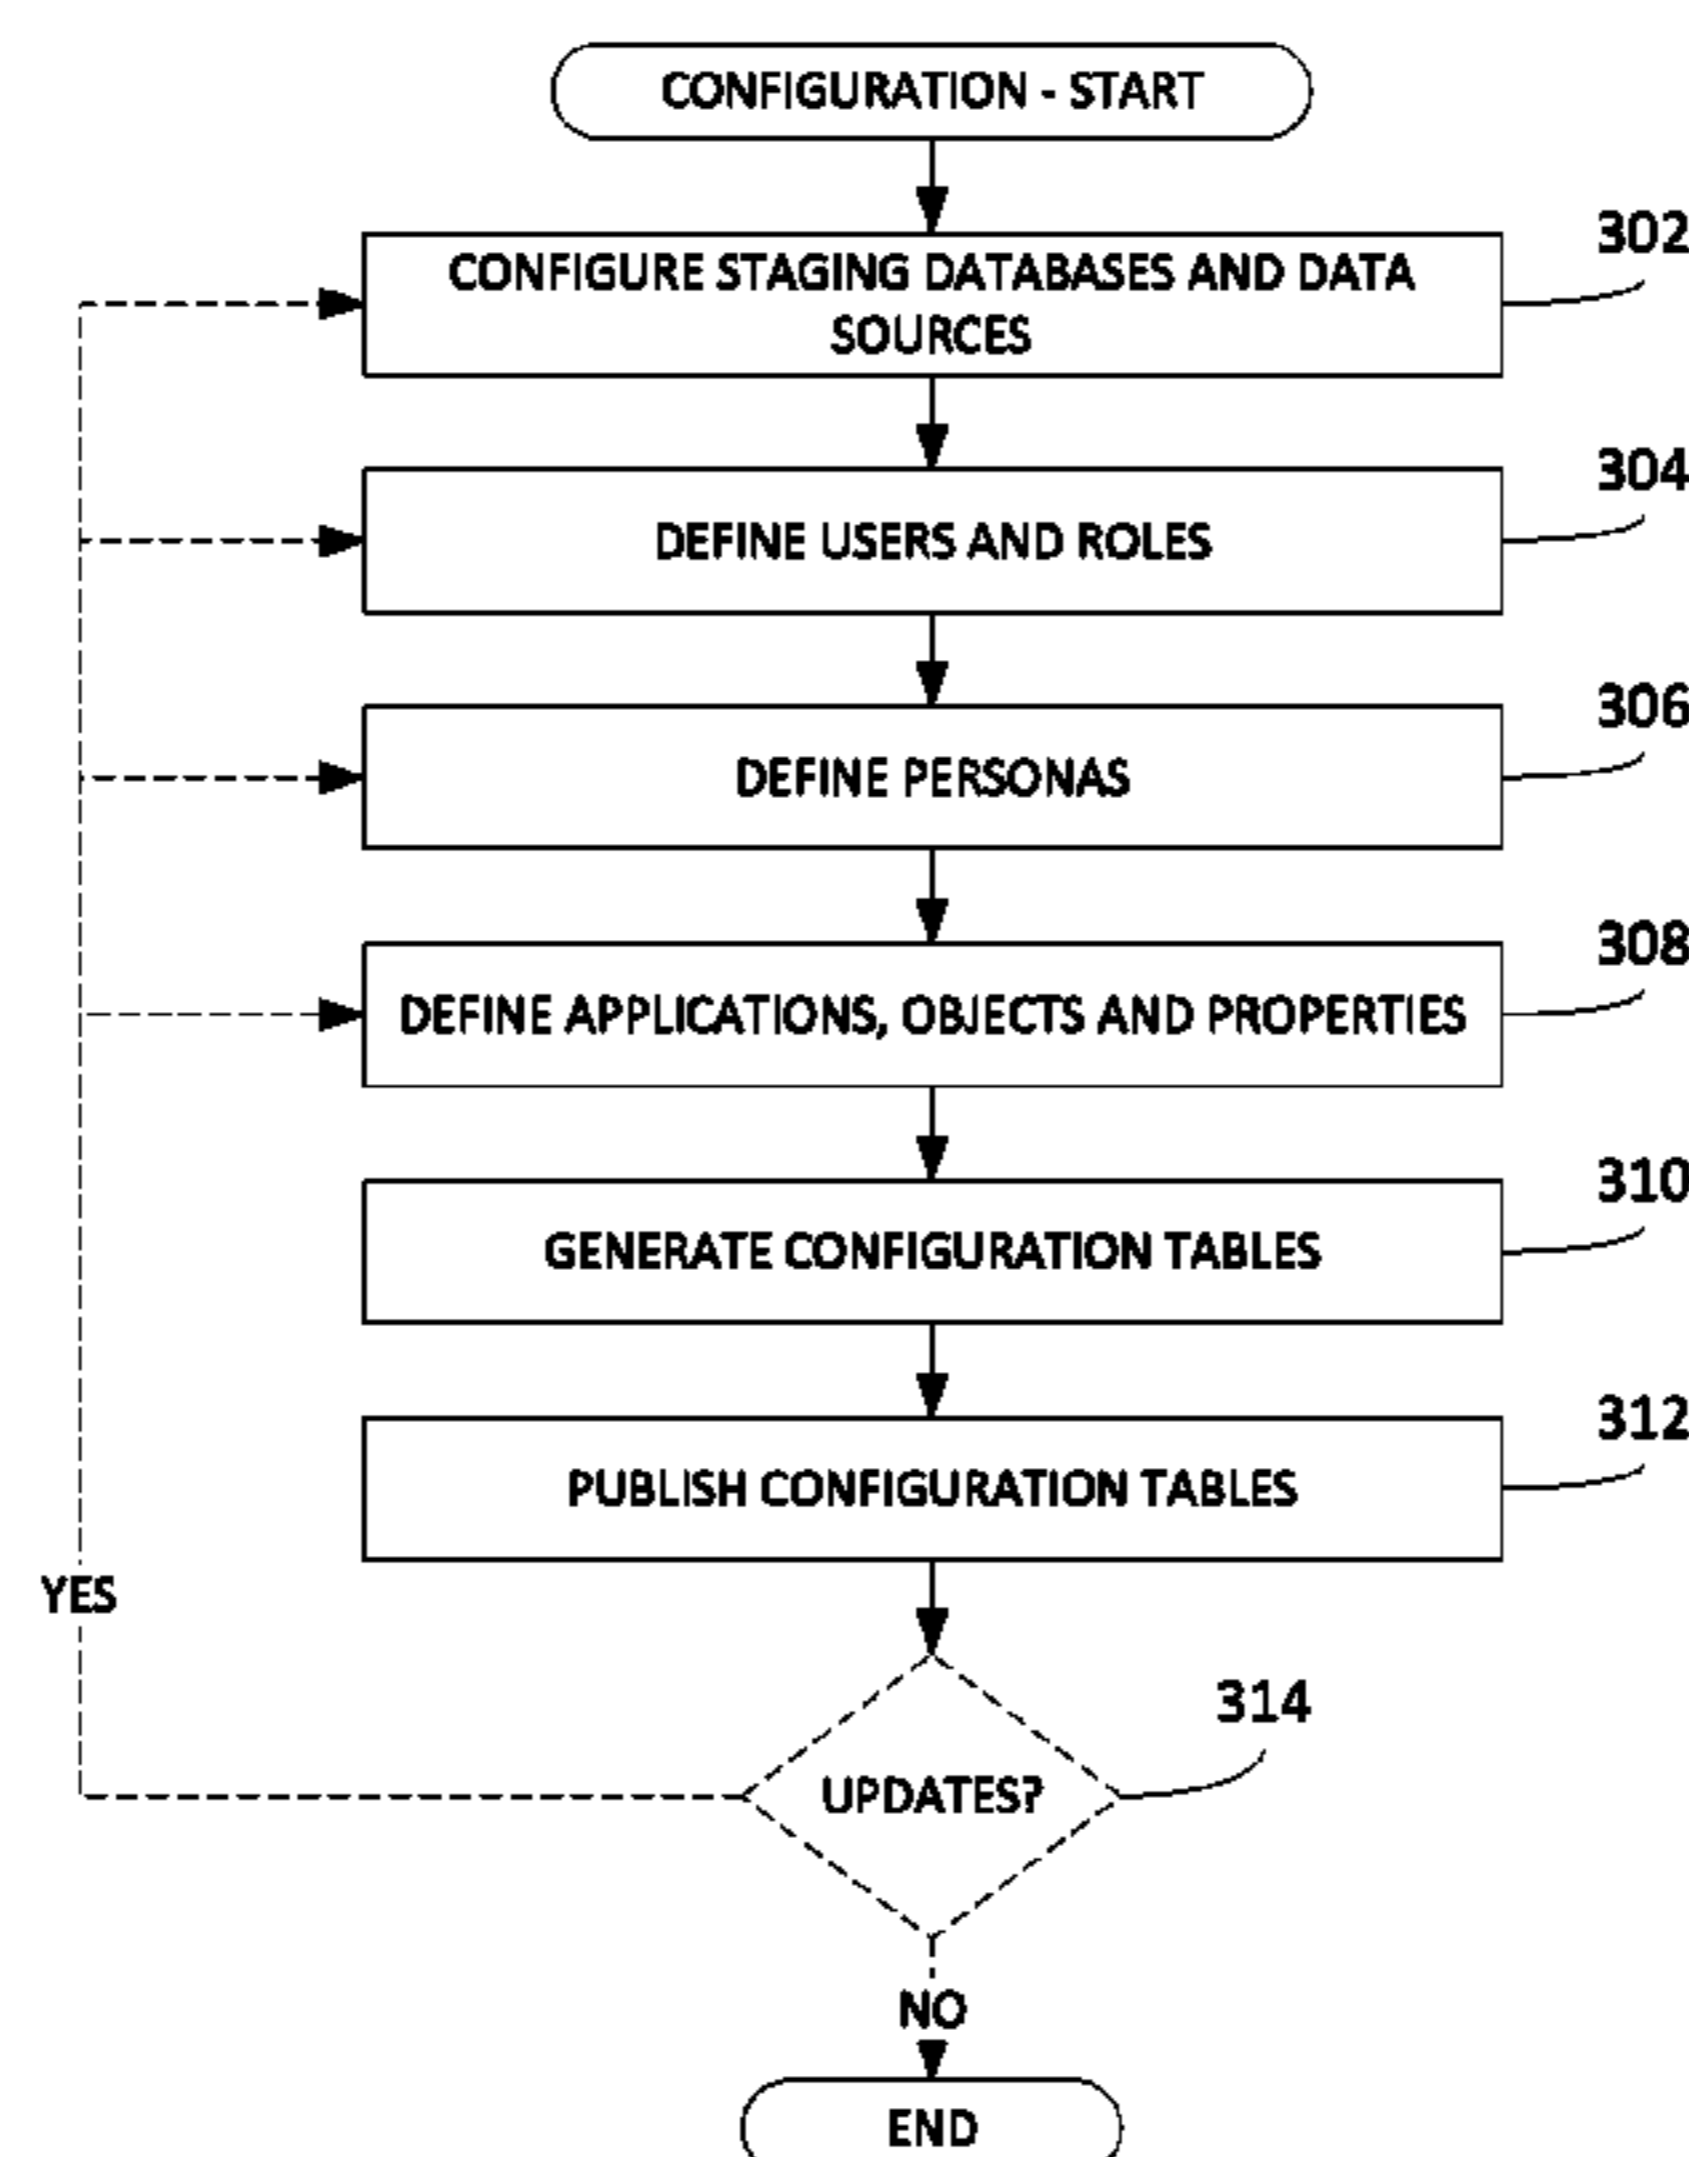 CONFIGURATION - START
302
CONFIGURE STAGING DATABASES AND DATA
SOURCES
304
DEFINE USERS AND ROLES
306
DEFINE PERSONAS
308
DEFINE APPLICATIONS, OBJECTS AND PROPERTIES
310
GENERATE CONFIGURATION TABLES
312
PUBLISH CONFIGURATION TABLES
YES
314
UPDATES?
NO
END